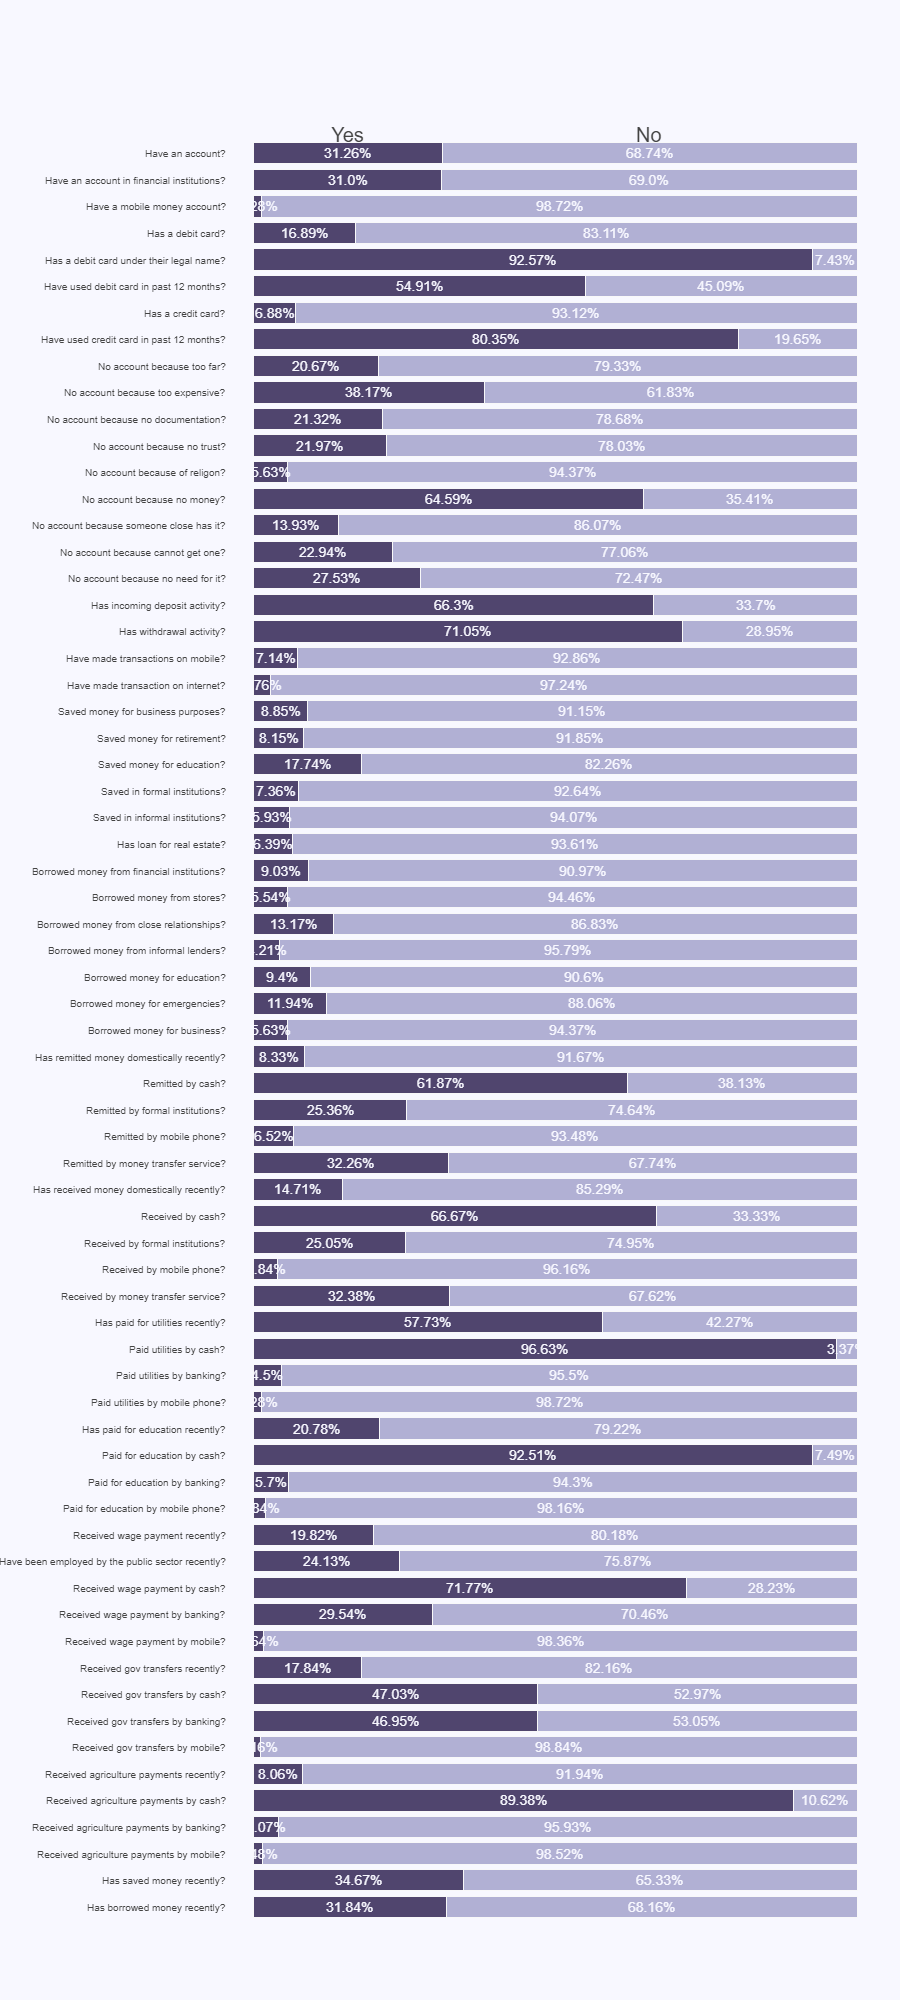 Yes No
Have an account? 31.26% 68.74%
Have an account in financial institutions? 31.0% 69.0%
Have a mobile money account? 28% 98.72%
Has a debit card? 16.89% 83.11%
Has a debit card under their legal name? 92.57% 7.43%
Have used debit card in past 12 months? 54.91% 45.09%
Has a credit card? 6.88% 93.12%
Have used credit card in past 12 months? 80.35% 19.65%
No account because too far? 20.67% 79.33%
No account because too expensive? 38.17% 61.83%
No account because no documentation? 21.32% 78.68%
No account because no trust? 21.97% 78.03%
No account because of religon? 5.63% 94.37%
No account because no money? 64.59% 35.41%
No account because someone close has it? 13.93% 86.07%
No account because cannot get one? 22.94% 77.06%
No account because no need for it? 27.53% 72.47%
Has incoming deposit activity? 66.3% 33.7%
Has withdrawal activity? 71.05% 28.95%
Have made transactions on mobile? 7.14% 92.86%
Have made transaction on internet? 76% 97.24%
Saved money for business purposes? 8.85% 91.15%
Saved money for retirement? 8.15% 91.85%
Saved money for education? 17.74% 82.26%
Saved in formal institutions? 7.36% 92.64%
Saved in informal institutions? 5.93% 94.07%
Has loan for real estate? 6.39% 93.61%
Borrowed money from financial institutions? 9.03% 90.97%
Borrowed money from stores? 5.54% 94.46%
Borrowed money from close relationships? 13.17% 86.83%
Borrowed money from informal lenders? .21% 95.79%
Borrowed money for education? 9.4% 90.6%
Borrowed money for emergencies? 11.94% 88.06%
Borrowed money for business? 5.63% 94.37%
Has remitted money domestically recently? 8.33% 91.67%
Remitted by cash? 61.87% 38.13%
Remitted by formal institutions? 25.36% 74.64%
Remitted by mobile phone? 6.52% 93.48%
Remitted by money transfer service? 32.26% 67.74%
Has received money domestically recently? 14.71% 85.29%
Received by cash? 66.67% 33.33%
Received by formal institutions? 25.05% 74.95%
Received by mobile phone? .84% 96.16%
Received by money transfer service? 32.38% 67.62%
Has paid for utilities recently? 57.73% 42.27%
Paid utilities by cash? 96.63% 3.37%
Paid utilities by banking? 4.5% 95.5%
Paid utilities by mobile phone? 28% 98.72%
Has paid for education recently? 20.78% 79.22%
Paid for education by cash? 92.51% 7.49%
Paid for education by banking? 5.7% 94.3%
Paid for education by mobile phone? 84% 98.16%
Received wage payment recently? 19.82% 80.18%
Have been employed by the public sector recently? 24.13% 75.87%
Received wage payment by cash? 71.77% 28.23%
Received wage payment by banking? 29.54% 70.46%
Received wage payment by mobile? 64% 98.36%
Received gov transfers recently? 17.84% 82.16%
Received gov transfers by cash? 47.03% 52.97%
Received gov transfers by banking? 46.95% 53.05%
Received gov transfers by mobile? 16% 98.84%
Received agriculture payments recently? 8.06% 91.94%
Received agriculture payments by cash? 89.38% 10.62%
Received agriculture payments by banking? .07% 95.93%
Received agriculture payments by mobile? 48% 98.52%
Has saved money recently? 34.67% 65.33%
Has borrowed money recently? 31.84% 68.16%